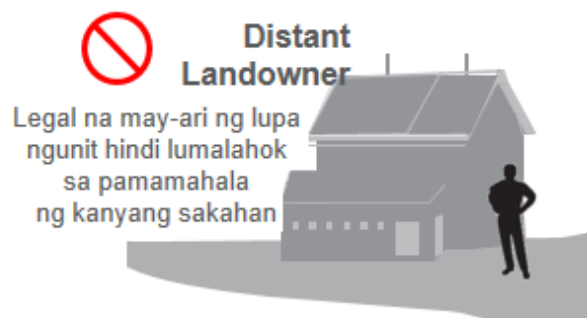 Distant
Landowner
Legal na may-ari ng lupa
ngunit hindi lumalahok
sa pamamahala
ng kanyang sakahan